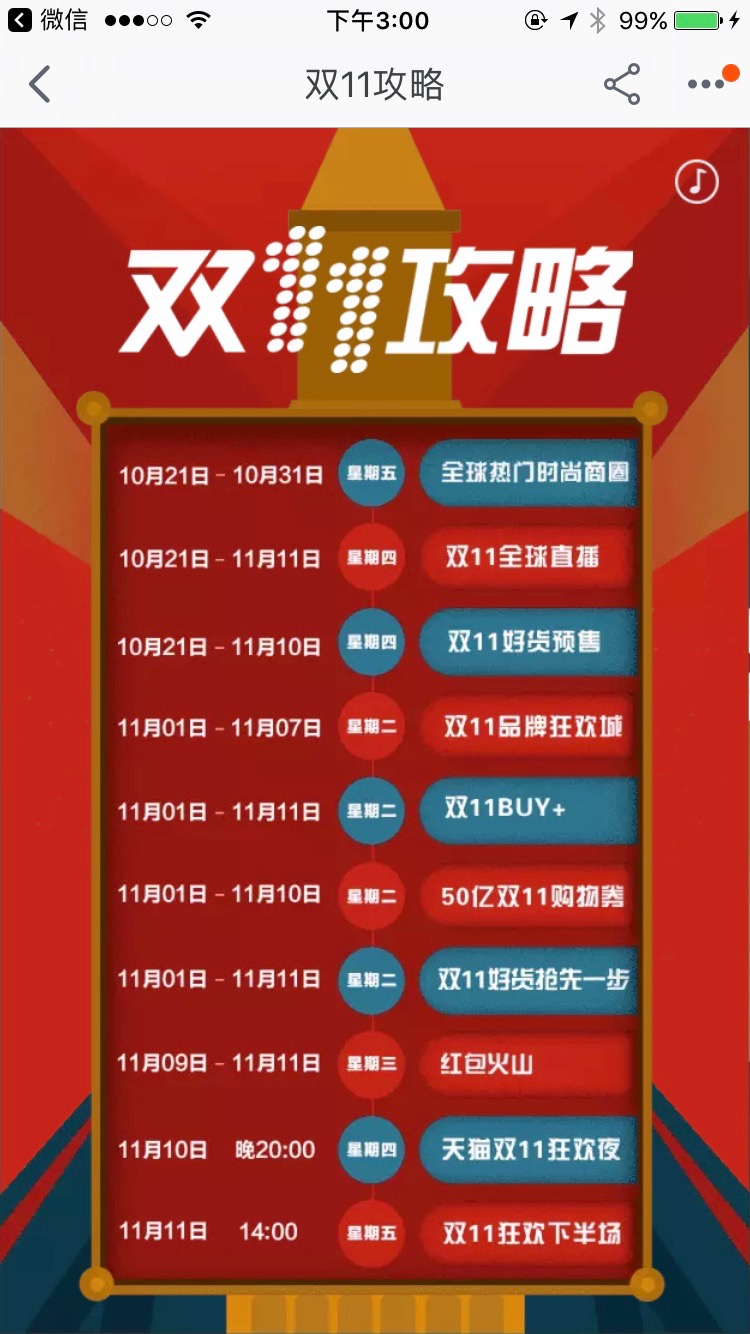 微信 下午3:00 99%
双11攻略
双11攻略
10月21日 - 10月31日 星期五 全球热门时尚商圈
10月21日 - 11月11日 星期四 双11全球直播
10月21日 - 11月10日 星期四 双11好货预售
11月01日 - 11月07日 星期二 双11品牌狂欢城
11月01日 - 11月11日 星期二 双11BUY+
11月01日 - 11月10日 星期二 50亿双11购物券
11月01日 - 11月11日 星期二 双11好货抢先一步
11月09日 - 11月11日 星期三 红包火山
11月10日 晚20:00 星期四 天猫双11狂欢夜
11月11日 14:00 星期五 双11狂欢下半场